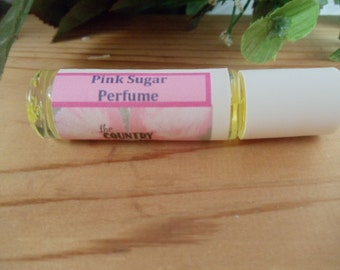 Pink Sugar
Perfume
the
COUNTRY